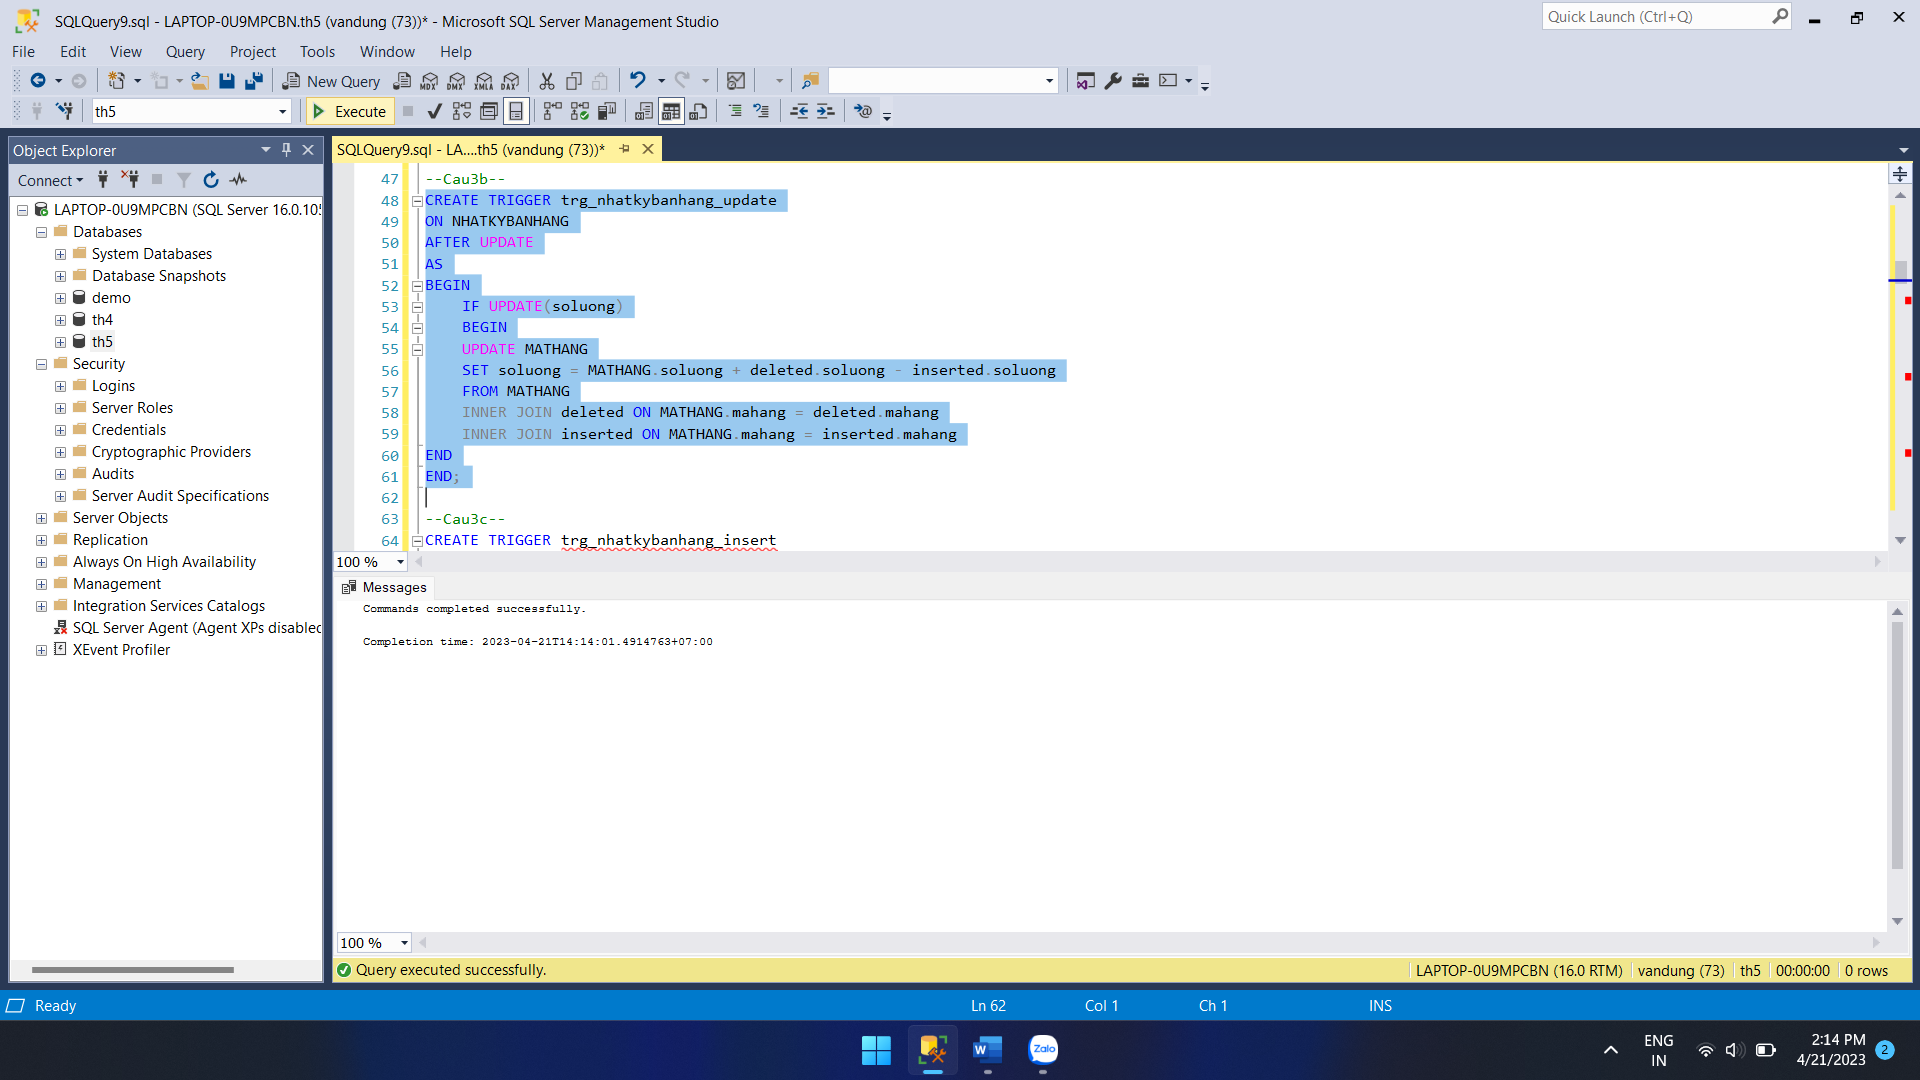 SQLQuery9.sql - LAPTOP-0U9MPCBN.th5 (vandung (73))* - Microsoft SQL Server Management Studio
Quick Launch (Ctrl+Q)
File Edit View Query Project Tools Window Help
New Query
MDX DMX XMLA DAX
th5 Execute
Object Explorer
Connect
LAPTOP-0U9MPCBN (SQL Server 16.0.105
Databases
System Databases
Database Snapshots
demo
th4
th5
Security
Logins
Server Roles
Credentials
Cryptographic Providers
Audits
Server Audit Specifications
Server Objects
Replication
Always On High Availability
Management
Integration Services Catalogs
SQL Server Agent (Agent XPs disabled
XEvent Profiler
SQLQuery9.sql - LA....th5 (vandung (73))*
47 --Cau3b--
48 CREATE TRIGGER trg_nhatkybanhang_update
49 ON NHATKYBANHANG
50 AFTER UPDATE
51 AS
52 BEGIN
53 IF UPDATE(soluong)
54 BEGIN
55 UPDATE MATHANG
56 SET soluong = MATHANG.soluong + deleted.soluong - inserted.soluong
57 FROM MATHANG
58 INNER JOIN deleted ON MATHANG.mahang = deleted.mahang
59 INNER JOIN inserted ON MATHANG.mahang = inserted.mahang
60 END
61 END;
62
63 --Cau3c--
64 CREATE TRIGGER trg_nhatkybanhang_insert
100 %
Messages
Commands completed successfully.
Completion time: 2023-04-21T14:14:01.4914763+07:00
100 %
Query executed successfully.
LAPTOP-0U9MPCBN (16.0 RTM) vandung (73) th5 00:00:00 0 rows
Ready Ln 62 Col 1 Ch 1 INS
W
Zalo
ENG
IN
2:14 PM
4/21/2023
2